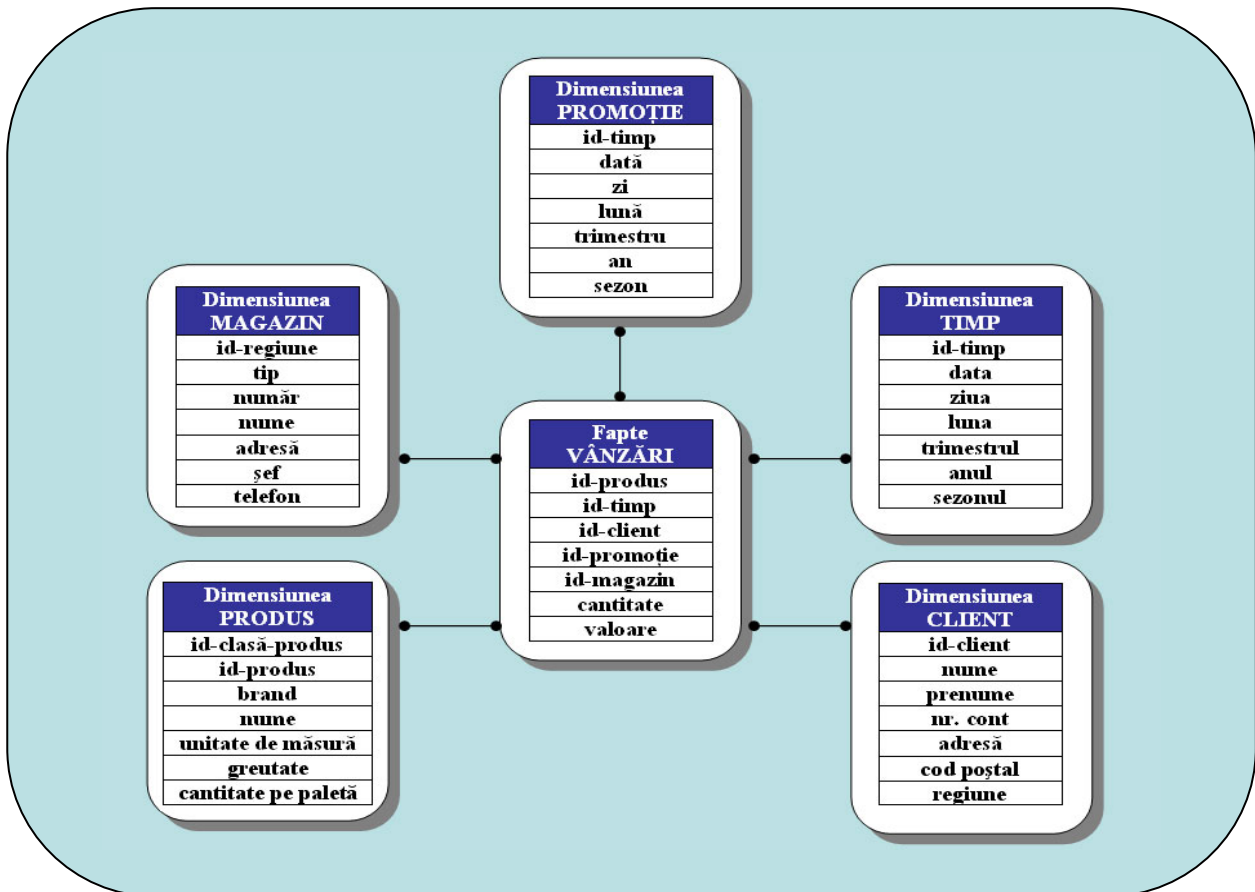 Dimensiunea
PROMOȚIE
id-timp
dată
zi
lună
trimestru
an
sezon
Dimensiunea
MAGAZIN
id-regiune
tip
număr
nume
adresă
șef
telefon
Dimensiunea
TIMP
id-timp
data
ziua
luna
trimestrul
anul
sezonul
Fapte
VÂNZĂRI
id-produs
id-timp
id-client
id-promoție
id-magazin
cantitate
valoare
Dimensiunea
PRODUS
id-clasă-produs
id-produs
brand
nume
unitate de măsură
greutate
cantitate pe paletă
Dimensiunea
CLIENT
id-client
nume
prenume
nr. cont
adresă
cod poștal
regiune